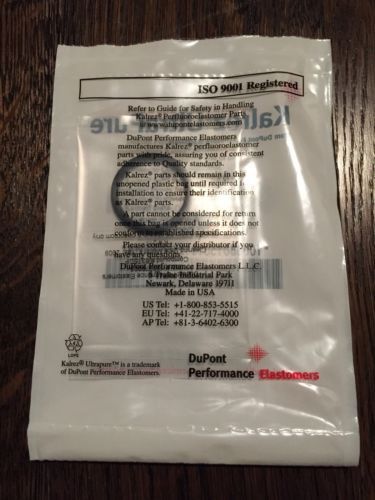 ISO 9001 Registered
Refer to Guide for Safety in Handling
Kalrez® Perfluoroelastomer Parts
www.dupontelastomers.com
DuPont Performance Elastomers
manufactures Kalrez® perfluoroelastomer
parts with pride, assuring you of consistent
adherence to Quality standards.
Kalrez® parts should remain in this
unopened plastic bag until required for
installation to ensure their identification
as Kalrez® parts.
A part cannot be considered for return
once this bag is opened unless it does not
conform to established specifications.
Please contact your distributor if you
have any questions.
DuPont Performance Elastomers L.L.C.
Tralee Industrial Park
Newark, Delaware 19711
Made in USA
US Tel: +1-800-853-5515
EU Tel: +41-22-717-4000
AP Tel: +81-3-6402-6300
LDPE
Kalrez® Ultrapure™ is a trademark
of DuPont Performance Elastomers.
DuPont
Performance Elastomers